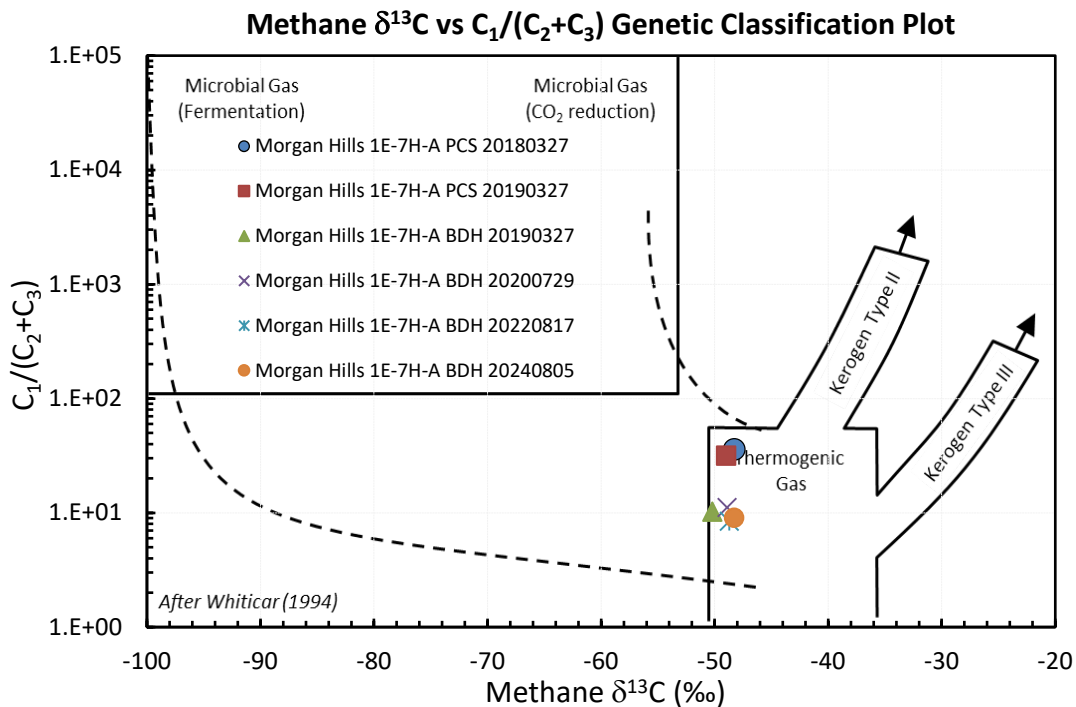 Methane δ¹³C vs C₁/(C₂+C₃) Genetic Classification Plot
C₁/(C₂+C₃)
1.E+05
1.E+04
1.E+03
1.E+02
1.E+01
1.E+00
Microbial Gas
(Fermentation)
Microbial Gas
(CO₂ reduction)
Morgan Hills 1E-7H-A PCS 20180327
Morgan Hills 1E-7H-A PCS 20190327
Morgan Hills 1E-7H-A BDH 20190327
Morgan Hills 1E-7H-A BDH 20200729
Morgan Hills 1E-7H-A BDH 20220817
Morgan Hills 1E-7H-A BDH 20240805
Kerogen Type II
Kerogen Type III
Thermogenic
Gas
After Whiticar (1994)
-100 -90 -80 -70 -60 -50 -40 -30 -20
Methane δ¹³C (‰)